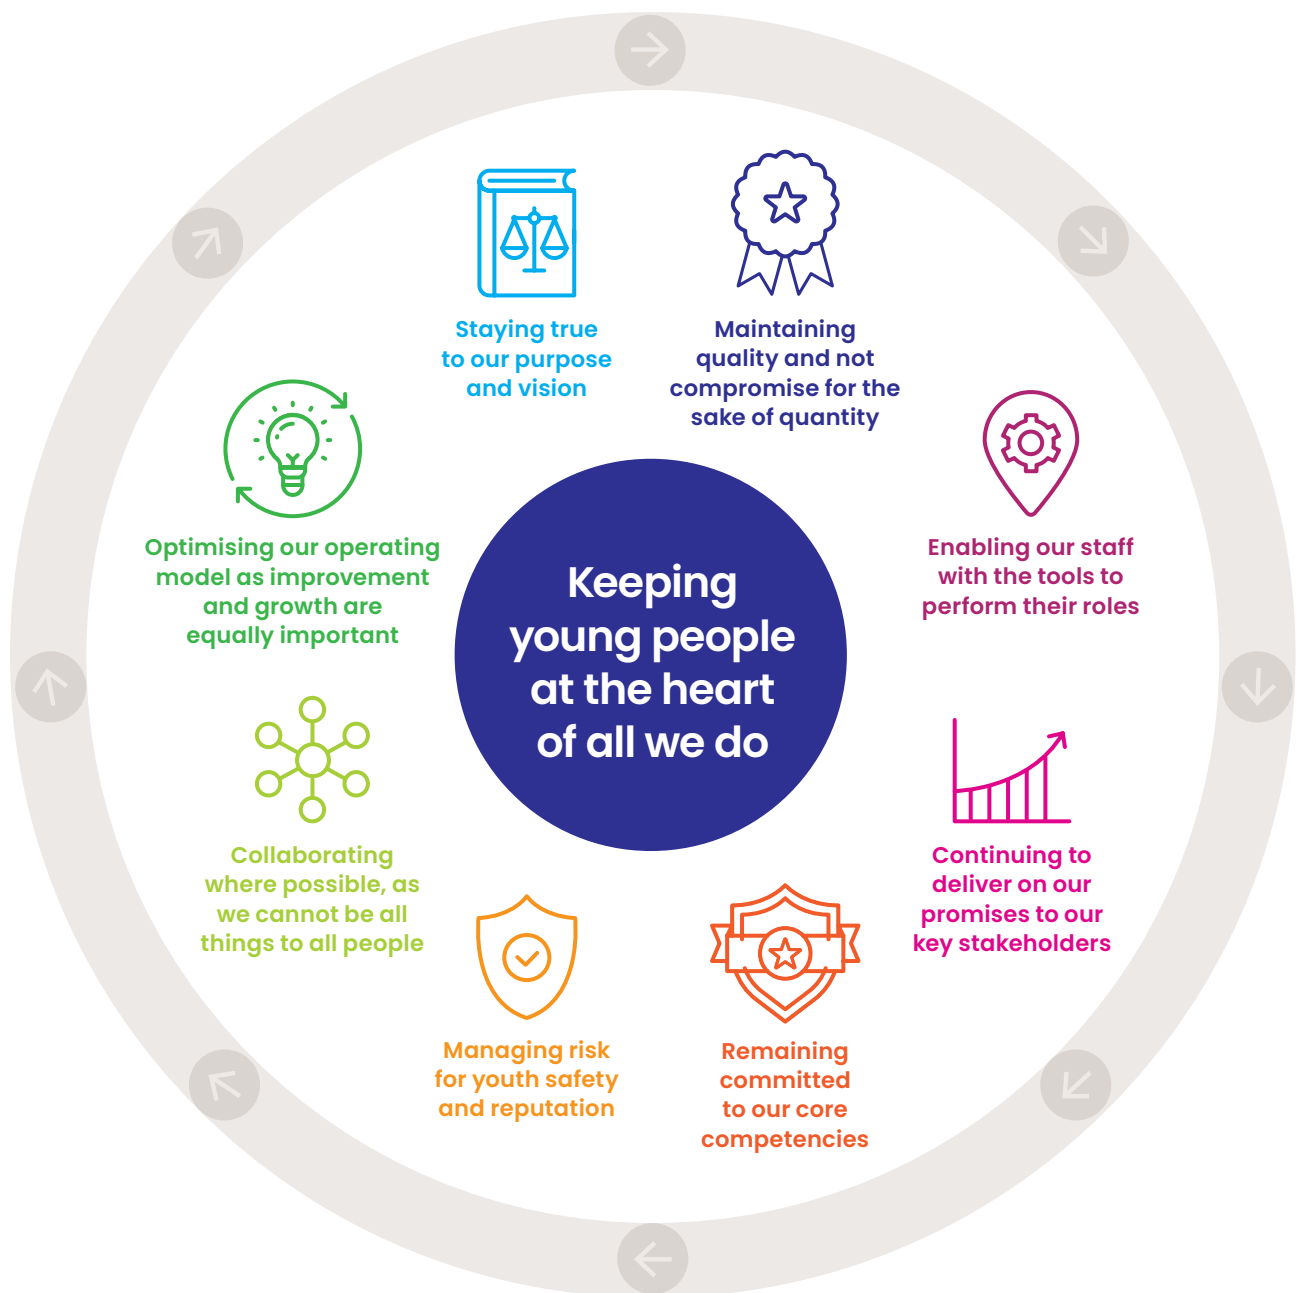 Staying true
to our purpose
and vision
Maintaining
quality and not
compromise for the
sake of quantity
Enabling our staff
with the tools to
perform their roles
Continuing to
deliver on our
promises to our
key stakeholders
Remaining
committed
to our core
competencies
Managing risk
for youth safety
and reputation
Collaborating
where possible, as
we cannot be all
things to all people
Optimising our operating
model as improvement
and growth are
equally important
Keeping
young people
at the heart
of all we do